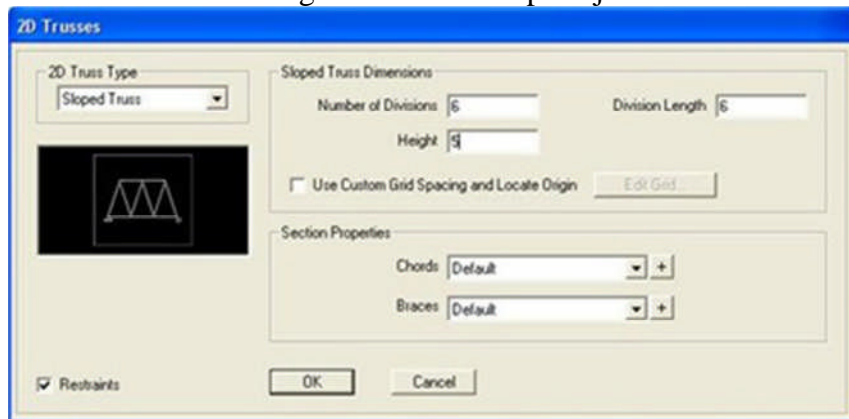 2D Trusses
2D Truss Type
Sloped Truss
Sloped Truss Dimensions
Number of Divisions 6
Division Length 6
Height 5
Use Custom Grid Spacing and Locate Origin
Edit Grid...
Section Properties
Chords Default +
Braces Default +
Restraints
OK
Cancel